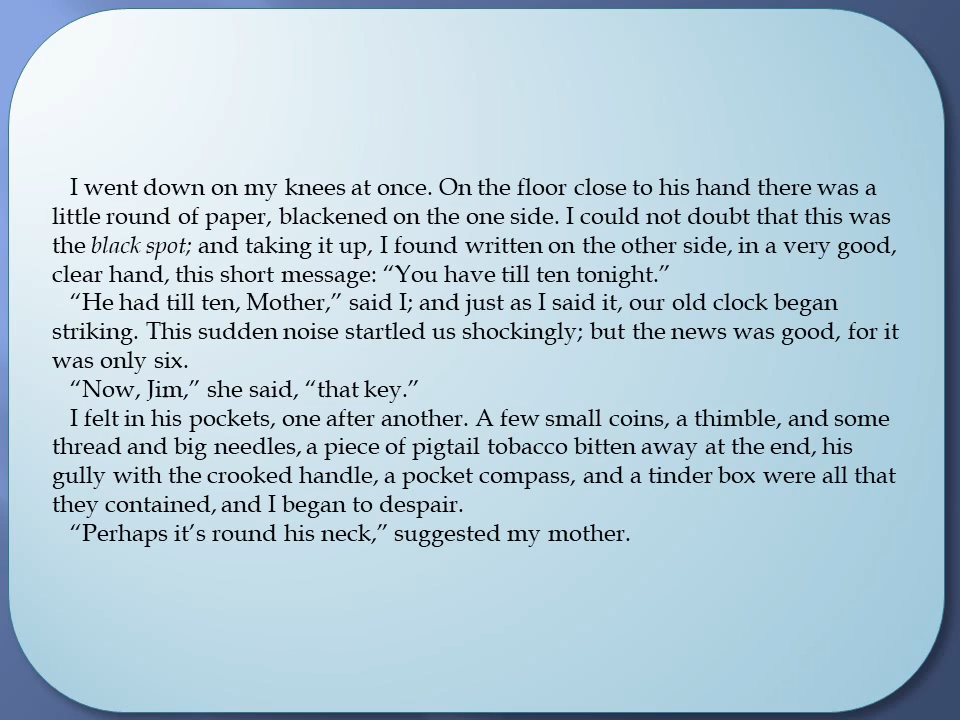 I went down on my knees at once. On the floor close to his hand there was a
little round of paper, blackened on the one side. I could not doubt that this was
the black spot; and taking it up, I found written on the other side, in a very good,
clear hand, this short message: “You have till ten tonight.”
“He had till ten, Mother,” said I; and just as I said it, our old clock began
striking. This sudden noise startled us shockingly; but the news was good, for it
was only six.
“Now, Jim,” she said, “that key.”
I felt in his pockets, one after another. A few small coins, a thimble, and some
thread and big needles, a piece of pigtail tobacco bitten away at the end, his
gully with the crooked handle, a pocket compass, and a tinder box were all that
they contained, and I began to despair.
“Perhaps it’s round his neck,” suggested my mother.